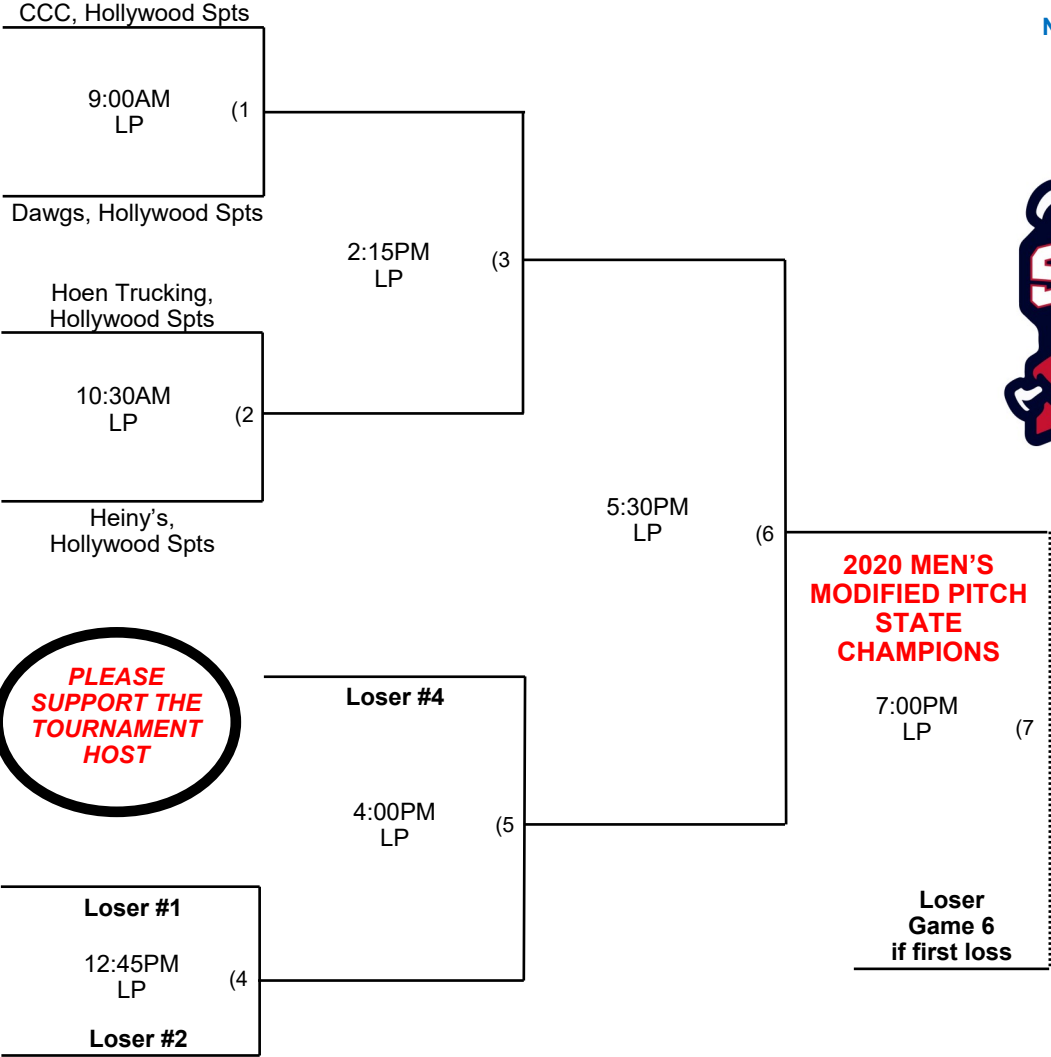 CCC, Hollywood Spts
N
9:00AM
LP
(1
Dawgs, Hollywood Spts
2:15PM
LP
(3
Hoen Trucking,
Hollywood Spts
10:30AM
LP
(2
Heiny’s,
Hollywood Spts
5:30PM
LP
(6
2020 MEN’S
MODIFIED PITCH
STATE
CHAMPIONS
PLEASE
SUPPORT THE
TOURNAMENT
HOST
Loser #4
7:00PM
LP
(7
4:00PM
LP
(5
Loser #1
12:45PM
LP
(4
Loser #2
Loser
Game 6
if first loss